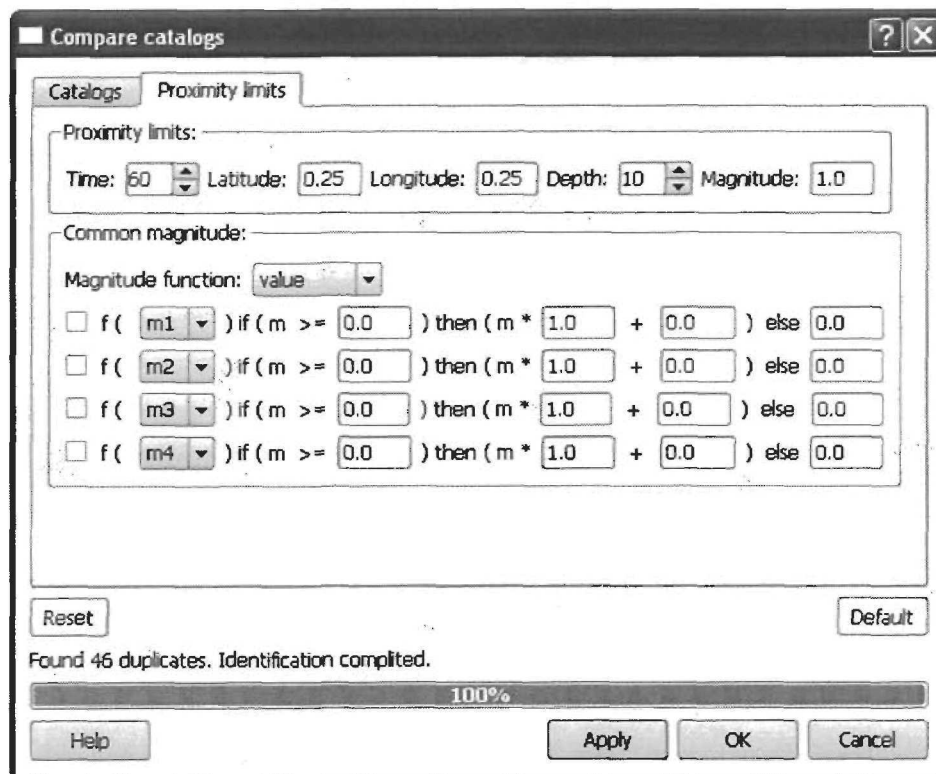 Compare catalogs ? X
Catalogs Proximity limits
Proximity limits:
Time: 60 Latitude: 0.25 Longitude: 0.25 Depth: 10 Magnitude: 1.0
Common magnitude:
Magnitude function: value
f ( m1 ) if ( m >= 0.0 ) then ( m * 1.0 + 0.0 ) else 0.0
f ( m2 ) if ( m >= 0.0 ) then ( m * 1.0 + 0.0 ) else 0.0
f ( m3 ) if ( m >= 0.0 ) then ( m * 1.0 + 0.0 ) else 0.0
f ( m4 ) if ( m >= 0.0 ) then ( m * 1.0 + 0.0 ) else 0.0
Reset Default
Found 46 duplicates. Identification complited.
100%
Help Apply OK Cancel